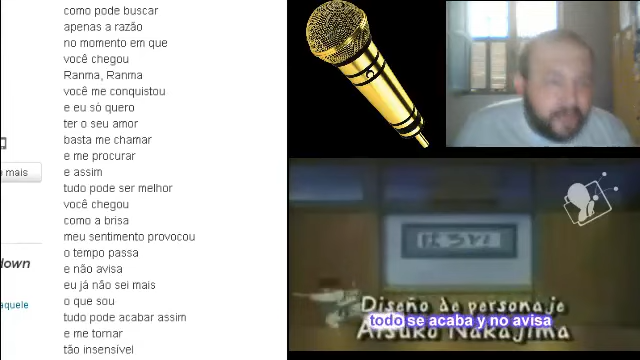 como pode buscar
apenas a razão
no momento em que
você chegou
Ranma, Ranma
você me conquistou
e eu só quero
ter o seu amor
basta me chamar
e me procurar
e assim
tudo pode ser melhor
você chegou
como a brisa
meu sentimento provocou
o tempo passa
e não avisa
eu já não sei mais
o que sou
tudo pode acabar assim
e me tornar
tão insensível
mais
down
aquele
Diseño de personaje
todo se acaba y no avisa
Atsuko Nakajima